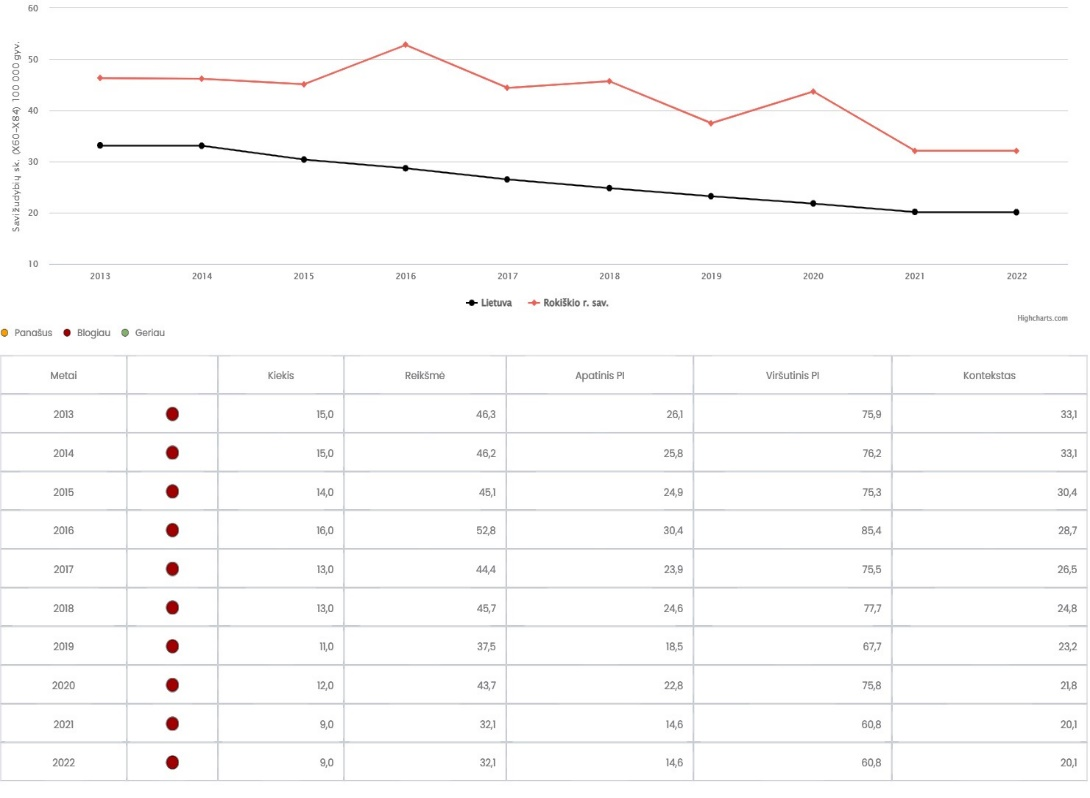 60
50
40
30
20
10
Savižudybių sk. (X60-X84) 100 000 gyv.
2013 2014 2015 2016 2017 2018 2019 2020 2021 2022
Lietuva Rokiškio r. sav.
Highcharts.com
Panašus Blogiau Geriau
Metai Kiekis Reikšmė Apatinis PI Viršutinis PI Kontekstas
2013 15,0 46,3 26,1 75,9 33,1
2014 15,0 46,2 25,8 76,2 33,1
2015 14,0 45,1 24,9 75,3 30,4
2016 16,0 52,8 30,4 85,4 28,7
2017 13,0 44,4 23,9 75,5 26,5
2018 13,0 45,7 24,6 77,7 24,8
2019 11,0 37,5 18,5 67,7 23,2
2020 12,0 43,7 22,8 75,8 21,8
2021 9,0 32,1 14,6 60,8 20,1
2022 9,0 32,1 14,6 60,8 20,1